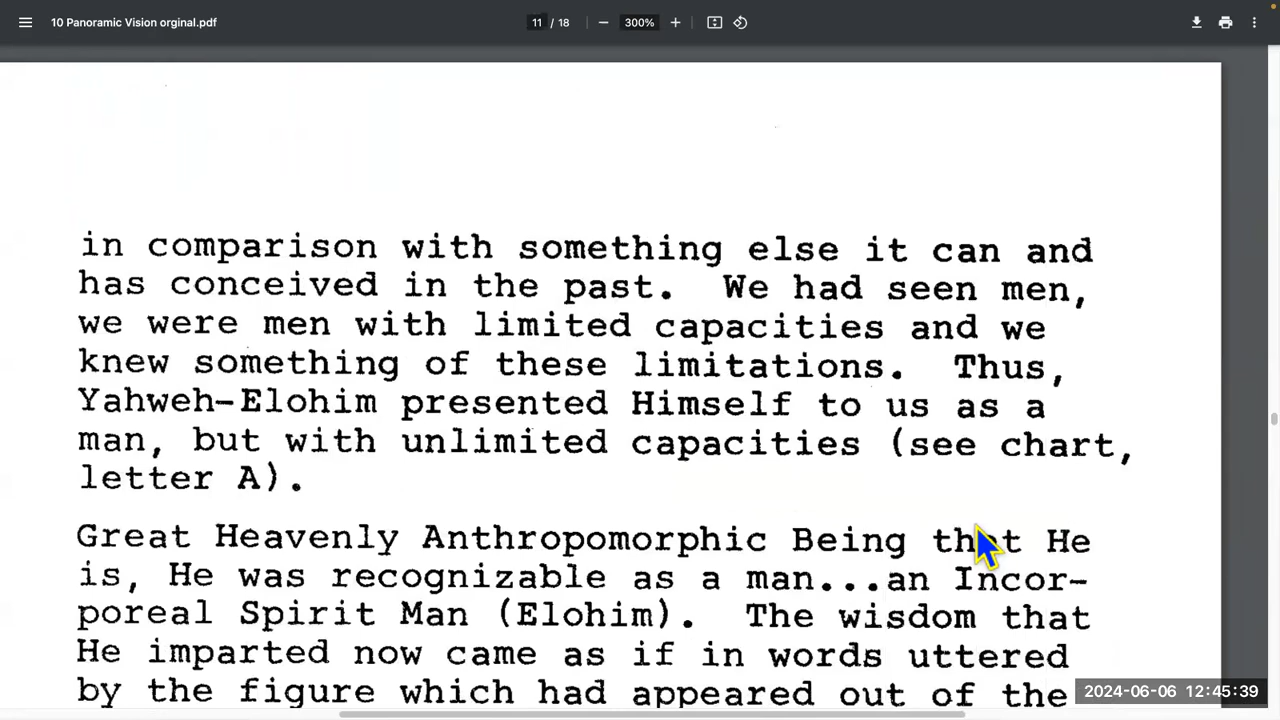 10 Panoramic Vision orginal.pdf
11 / 18
300%
in comparison with something else it can and
has conceived in the past. We had seen men,
we were men with limited capacities and we
knew something of these limitations. Thus,
Yahweh-Elohim presented Himself to us as a
man, but with unlimited capacities (see chart,
letter A).
Great Heavenly Anthropomorphic Being that He
is, He was recognizable as a man...an Incor-
poreal Spirit Man (Elohim). The wisdom that
He imparted now came as if in words uttered
by the figure which had appeared out of the
2024-06-06 12:45:39